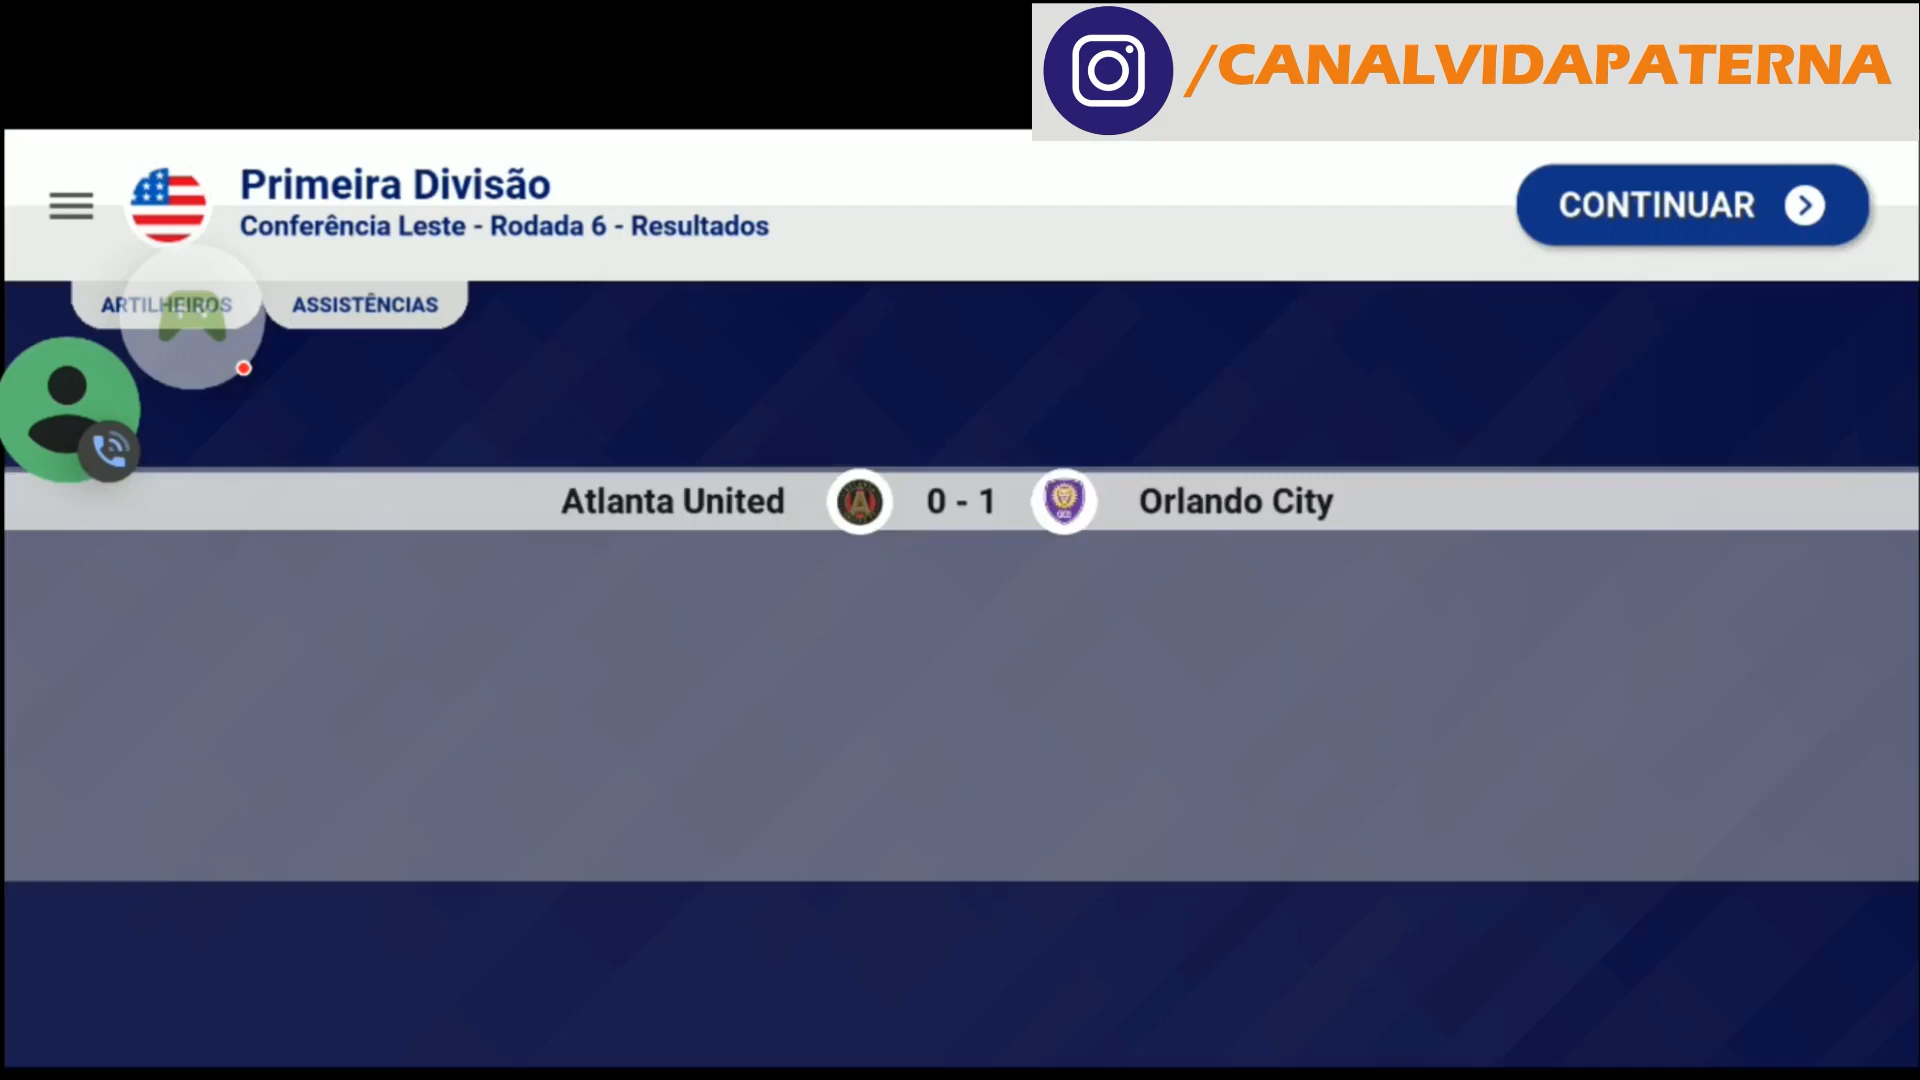 /CANALVIDAPATERNA
Primeira Divisão
Conferência Leste - Rodada 6 - Resultados
CONTINUAR
ARTILHEIROS
ASSISTÊNCIAS
Atlanta United 0 - 1 Orlando City